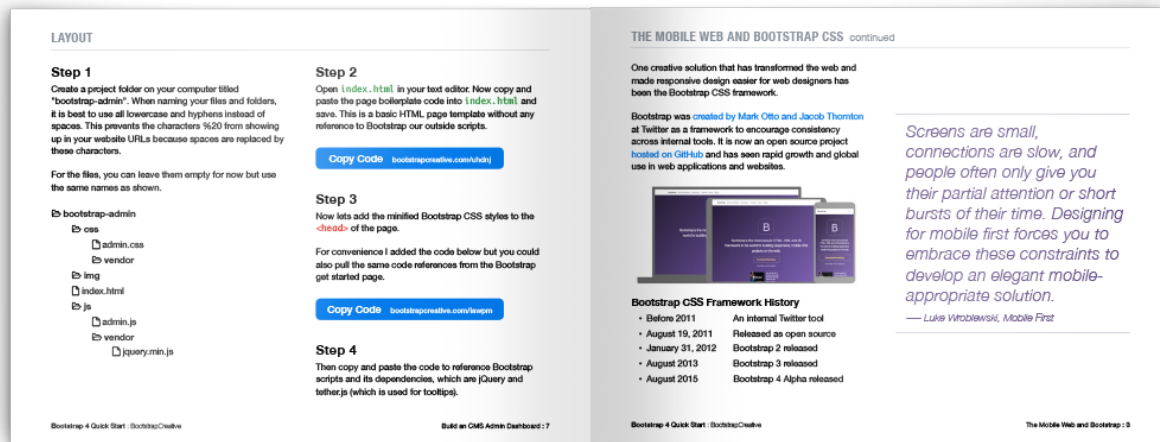 LAYOUT
Step 1
Create a project folder on your computer titled
"bootstrap-admin". When naming your files and folders,
it is best to use all lowercase and hyphens instead of
spaces. This prevents the characters %20 from showing
up in your website URLs because spaces are replaced by
these characters.
For the files, you can leave them empty for now but use
the same names as shown.
bootstrap-admin
css
admin.css
vendor
img
index.html
js
admin.js
vendor
jquery.min.js
Step 2
Open index.html in your text editor. Now copy and
paste the page boilerplate code into index.html and
save. This is a basic HTML page template without any
reference to Bootstrap our outside scripts.
Copy Code bootstrapcreative.com/uhdnj
Step 3
Now lets add the minified Bootstrap CSS styles to the
<head> of the page.
For convenience I added the code below but you could
also pull the same code references from the Bootstrap
get started page.
Copy Code bootstrapcreative.com/iawpm
Step 4
Then copy and paste the code to reference Bootstrap
scripts and its dependencies, which are jQuery and
tether.js (which is used for tooltips).
Bootstrap 4 Quick Start : BootstrapCreative
Build an CMS Admin Dashboard : 7
THE MOBILE WEB AND BOOTSTRAP CSS continued
One creative solution that has transformed the web and
made responsive design easier for web designers has
been the Bootstrap CSS framework.
Bootstrap was created by Mark Otto and Jacob Thornton
at Twitter as a framework to encourage consistency
across internal tools. It is now an open source project
hosted on GitHub and has seen rapid growth and global
use in web applications and websites.
B
B
Bootstrap CSS Framework History
• Before 2011 An internal Twitter tool
• August 19, 2011 Released as open source
• January 31, 2012 Bootstrap 2 released
• August 2013 Bootstrap 3 released
• August 2015 Bootstrap 4 Alpha released
Screens are small,
connections are slow, and
people often only give you
their partial attention or short
bursts of their time. Designing
for mobile first forces you to
embrace these constraints to
develop an elegant mobile-
appropriate solution.
— Luke Wroblewski, Mobile First
Bootstrap 4 Quick Start : BootstrapCreative
The Mobile Web and Bootstrap : 3